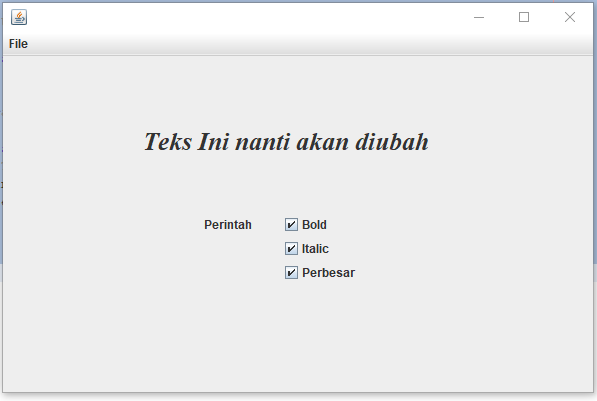 File
Teks Ini nanti akan diubah
Perintah
Bold
Italic
Perbesar